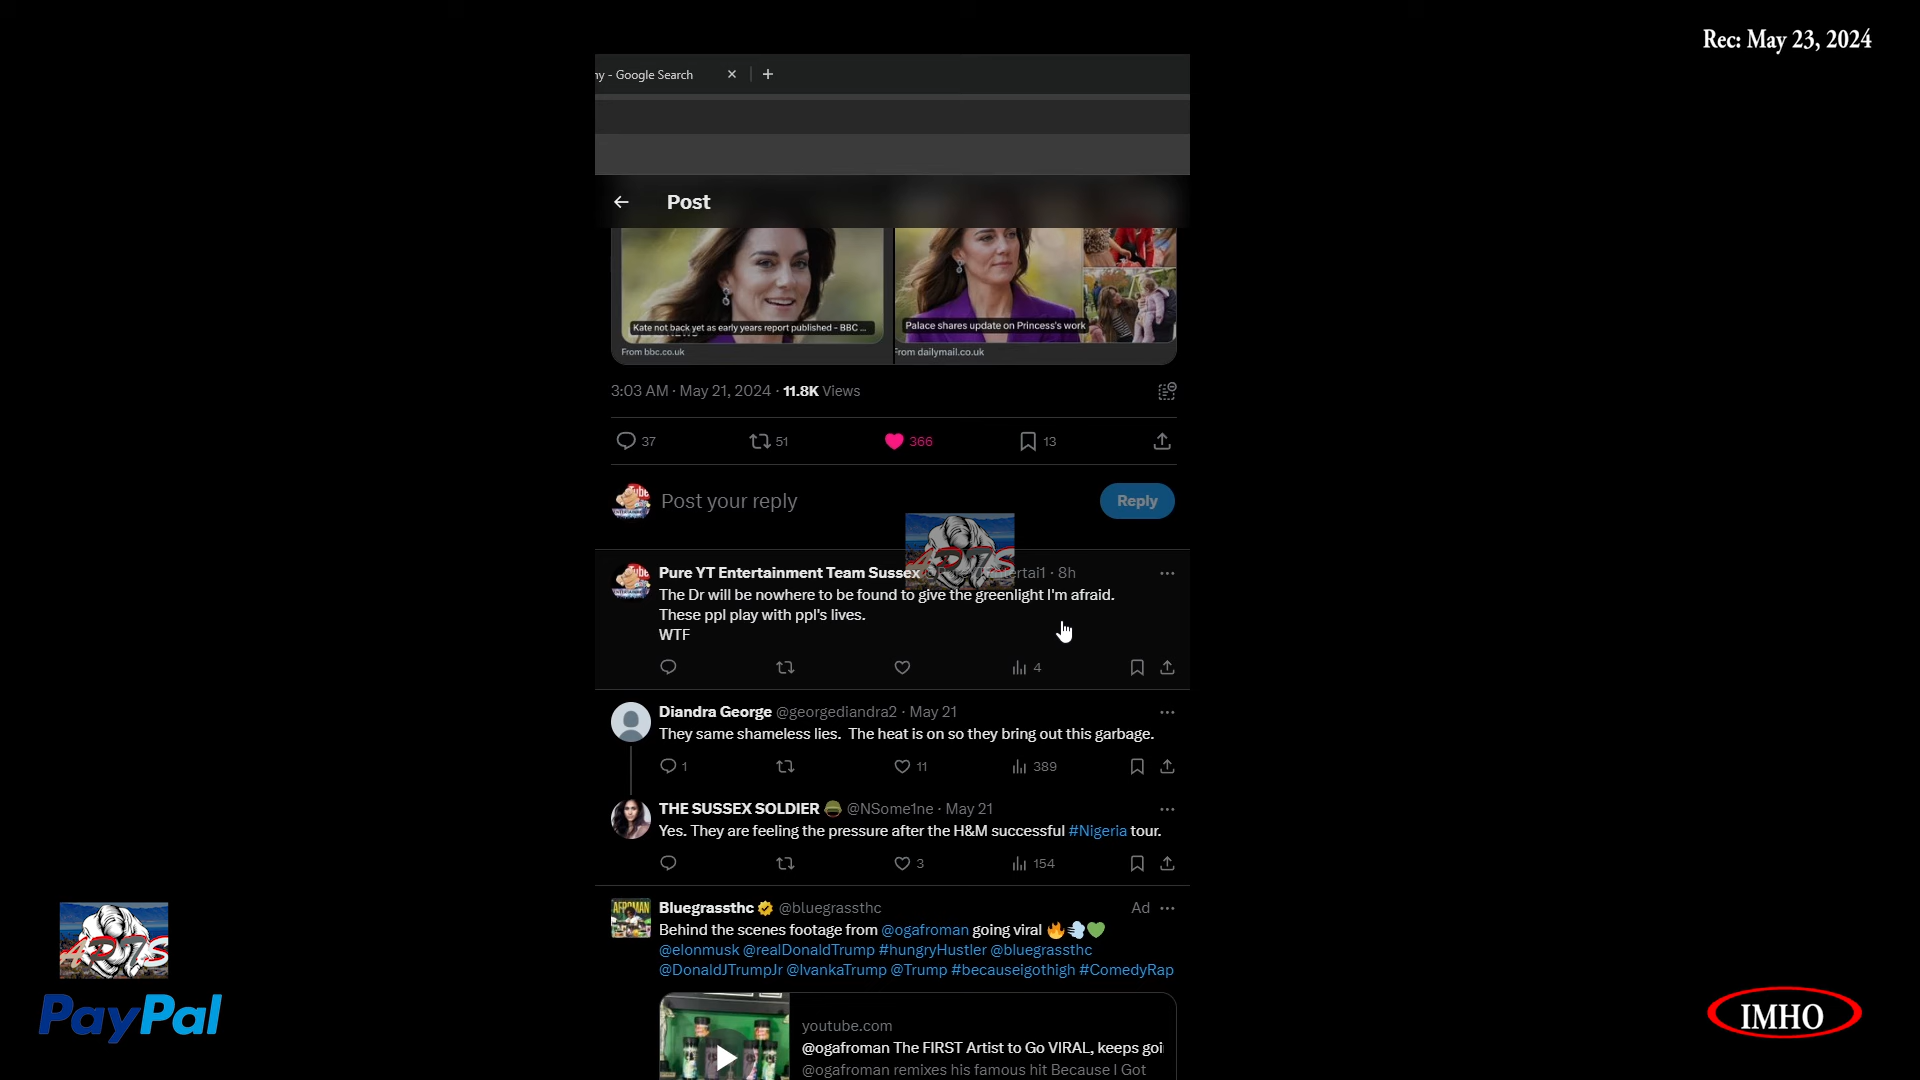 Rec: May 23, 2024
ny - Google Search
Post
Kate not back yet as early years report published - BBC ...
From bbc.co.uk
Palace shares update on Princess's work
From dailymail.co.uk
3:03 AM · May 21, 2024 · 11.8K Views
37 51 366 13
Post your reply
Reply
Pure YT Entertainment Team Sussex · 8h
The Dr will be nowhere to be found to give the greenlight I'm afraid.
These ppl play with ppl's lives.
WTF
4
Diandra George @georgediandra2 · May 21
They same shameless lies. The heat is on so they bring out this garbage.
1 11 389
THE SUSSEX SOLDIER @NSome1ne · May 21
Yes. They are feeling the pressure after the H&M successful #Nigeria tour.
3 154
AFROMAN
Bluegrassthc @bluegrassthc Ad
Behind the scenes footage from @ogafroman going viral
@elonmusk @realDonaldTrump #hungryHustler @bluegrassthc
@DonaldJTrumpJr @IvankaTrump @Trump #becauseigothigh #ComedyRap
youtube.com
@ogafroman The FIRST Artist to Go VIRAL, keeps goi
@ogafroman remixes his famous hit Because I Got
PayPal
IMHO